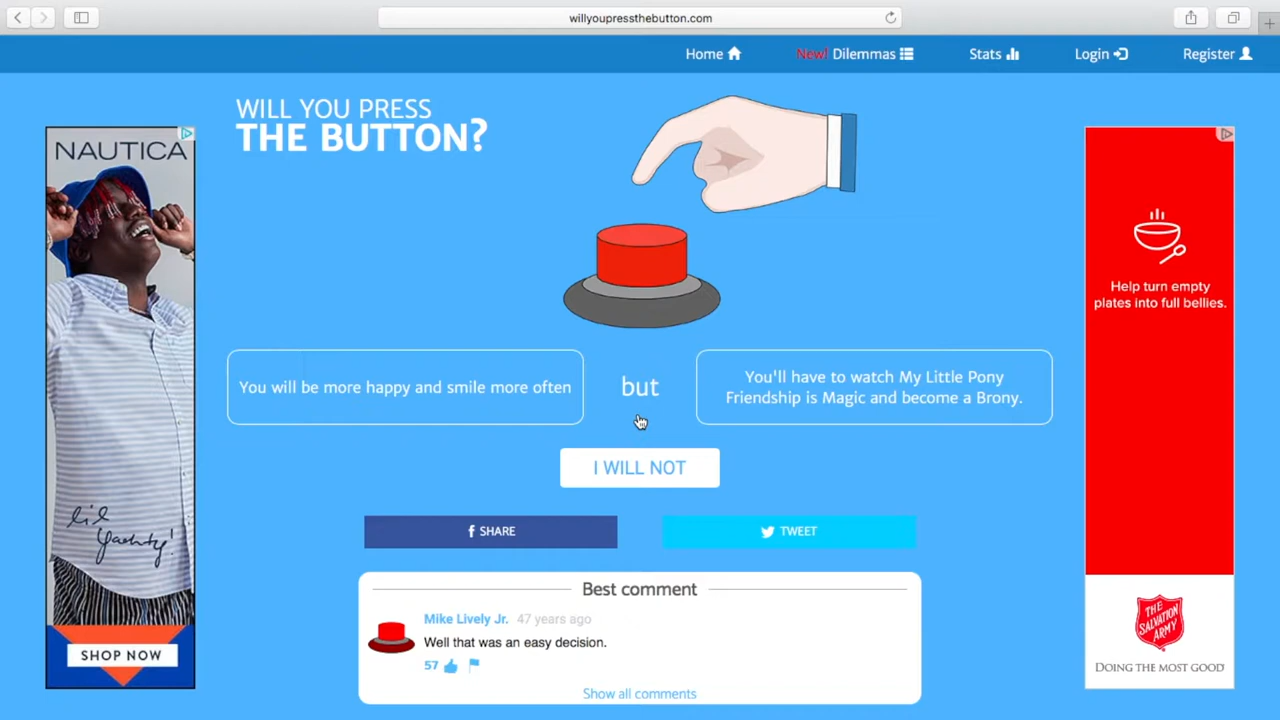 willyoupressthebutton.com
Home
New! Dilemmas
Stats
Login
Register
WILL YOU PRESS
THE BUTTON?
NAUTICA
lil
yachty!
SHOP NOW
You will be more happy and smile more often
but
You'll have to watch My Little Pony
Friendship is Magic and become a Brony.
I WILL NOT
SHARE
TWEET
Best comment
Mike Lively Jr. 47 years ago
Well that was an easy decision.
57
Show all comments
Help turn empty
plates into full bellies.
THE
SALVATION
ARMY
DOING THE MOST GOOD